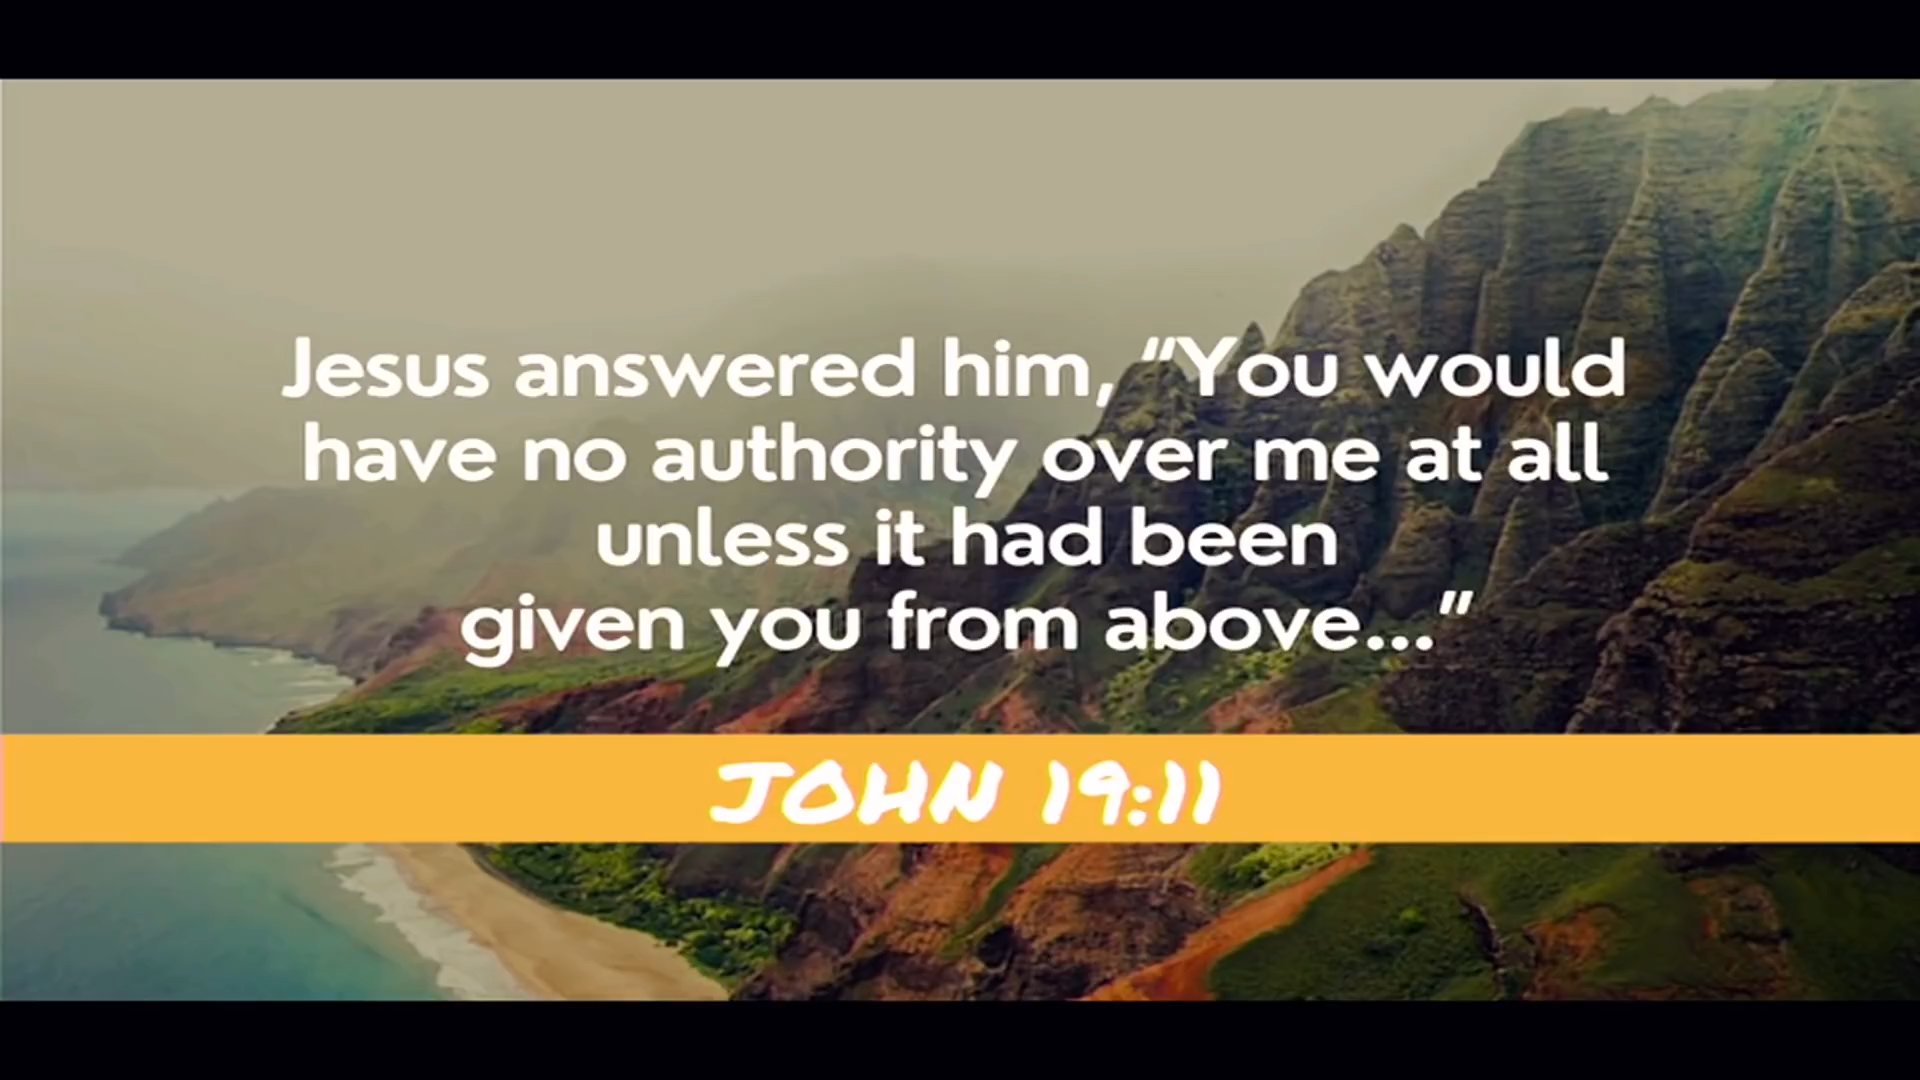 Jesus answered him, “You would
have no authority over me at all
unless it had been
given you from above...”
JOHN 19:11